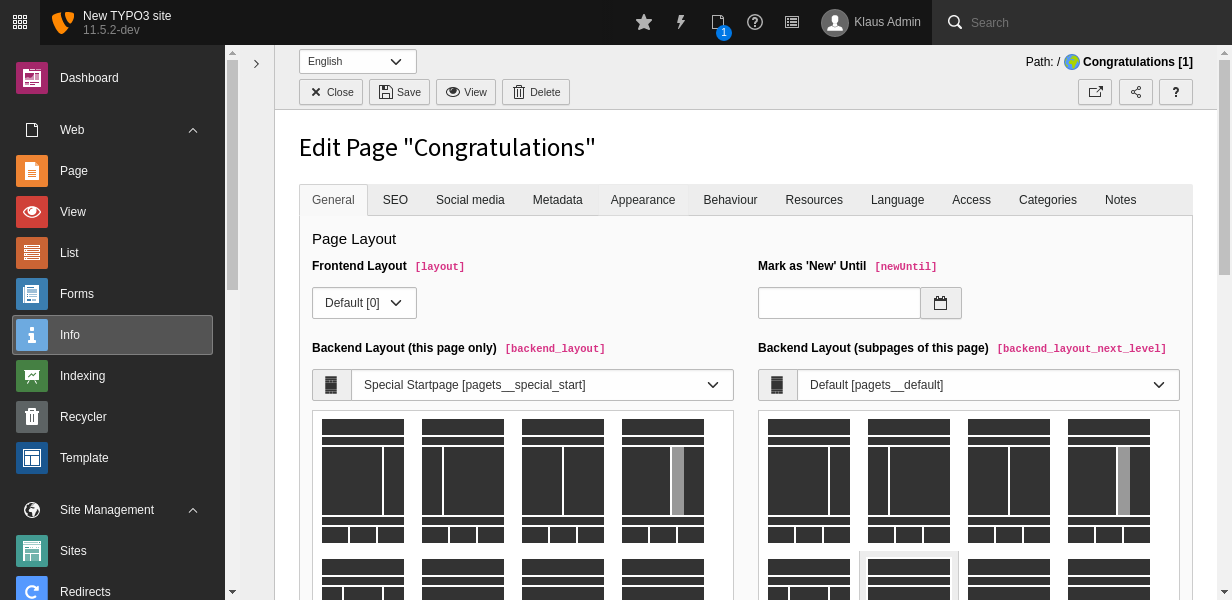 New TYPO3 site
11.5.2-dev
1
Klaus Admin
Search
Dashboard
Web
Page
View
List
Forms
Info
Indexing
Recycler
Template
Site Management
Sites
Redirects
English
Path: / Congratulations [1]
Close
Save
View
Delete
?
Edit Page "Congratulations"
General SEO Social media Metadata Appearance Behaviour Resources Language Access Categories Notes
Page Layout
Frontend Layout [layout]
Mark as 'New' Until [newUntil]
Default [0]
Backend Layout (this page only) [backend_layout]
Backend Layout (subpages of this page) [backend_layout_next_level]
Special Startpage [pagets__special_start]
Default [pagets__default]